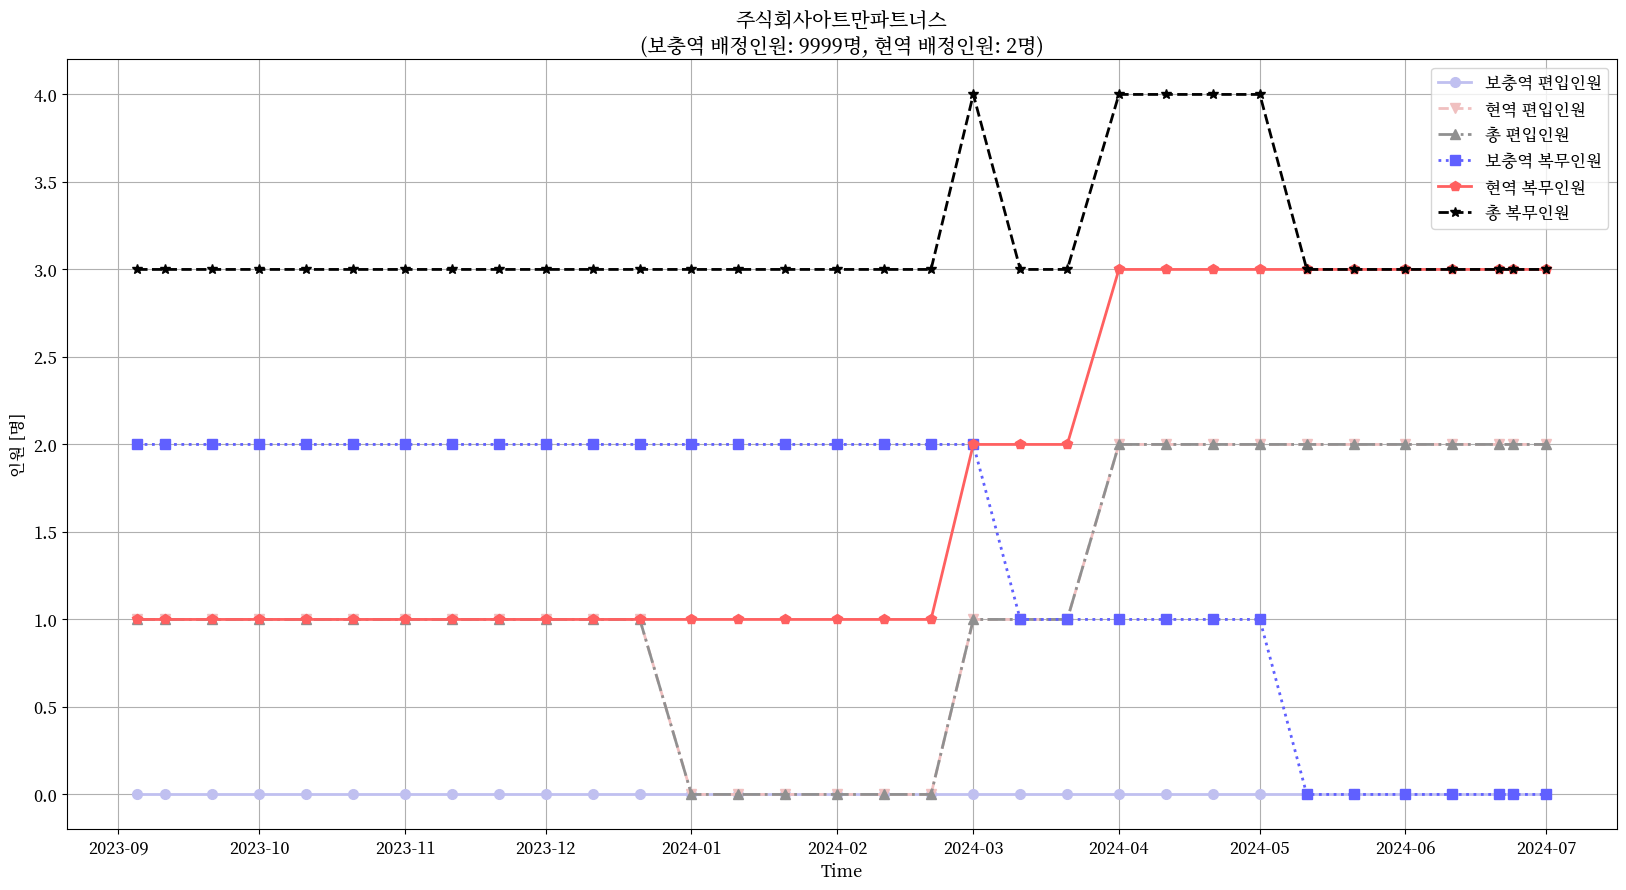 주식회사아트만파트너스
(보충역 배정인원: 9999명, 현역 배정인원: 2명)
보충역 편입인원
현역 편입인원
총 편입인원
보충역 복무인원
현역 복무인원
총 복무인원
4.0
3.5
3.0
2.5
2.0
1.5
1.0
0.5
0.0
인원 [명]
2023-09 2023-10 2023-11 2023-12 2024-01 2024-02 2024-03 2024-04 2024-05 2024-06 2024-07
Time